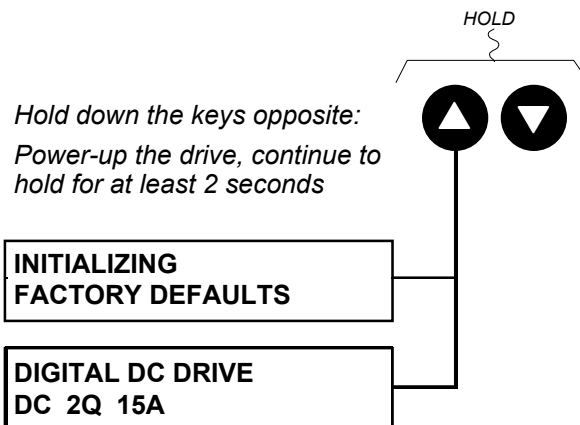 HOLD
Hold down the keys opposite:
Power-up the drive, continue to
hold for at least 2 seconds
INITIALIZING
FACTORY DEFAULTS
DIGITAL DC DRIVE
DC 2Q 15A